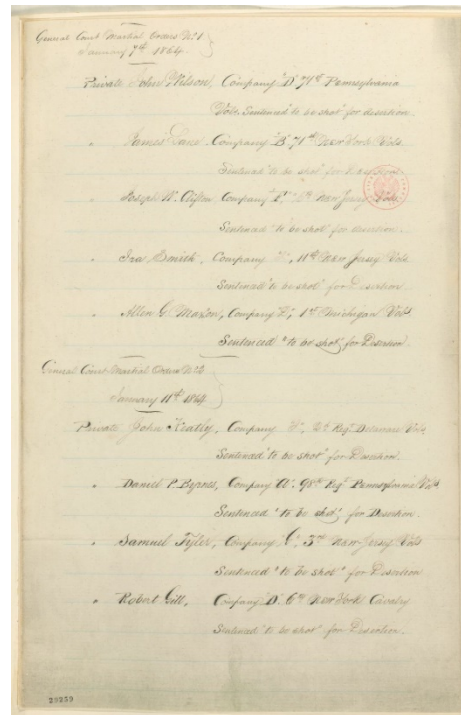 General Court Martial Orders No 1
January 7th 1864.
Private John Wilson, Company "D" 71st Pennsylvania
Vols. Sentenced "to be shot" for desertion
" James Lane Company "B" 71st New York Vols
Sentenced "to be shot" for Desertion
" Joseph W. Clifton Company New Jersey Vols.
Sentenced "to be shot" for desertion.
" Ira Smith, Company 11th New Jersey Vols
Sentenced "to be shot" for Desertion
" Allen G. Maxson, Company 1st Michigan Vols
Sentenced "to be shot" for Desertion
General Court Martial Orders No 2
January 11th 1864
Private John Keatly, Company 2d Regt Delaware Vols.
Sentenced "to be shot" for Desertion.
" Daniel P. Byrnes, Company 98th Regt Pennsylvania Vols
Sentenced "to be shot" for Desertion.
" Samuel Tyler, Company "C" 3rd New Jersey Vols
Sentenced "to be shot" for Desertion
" Robert Gill, Company "D" 6th New York Cavalry
Sentenced "to be shot" for Desertion.
29259